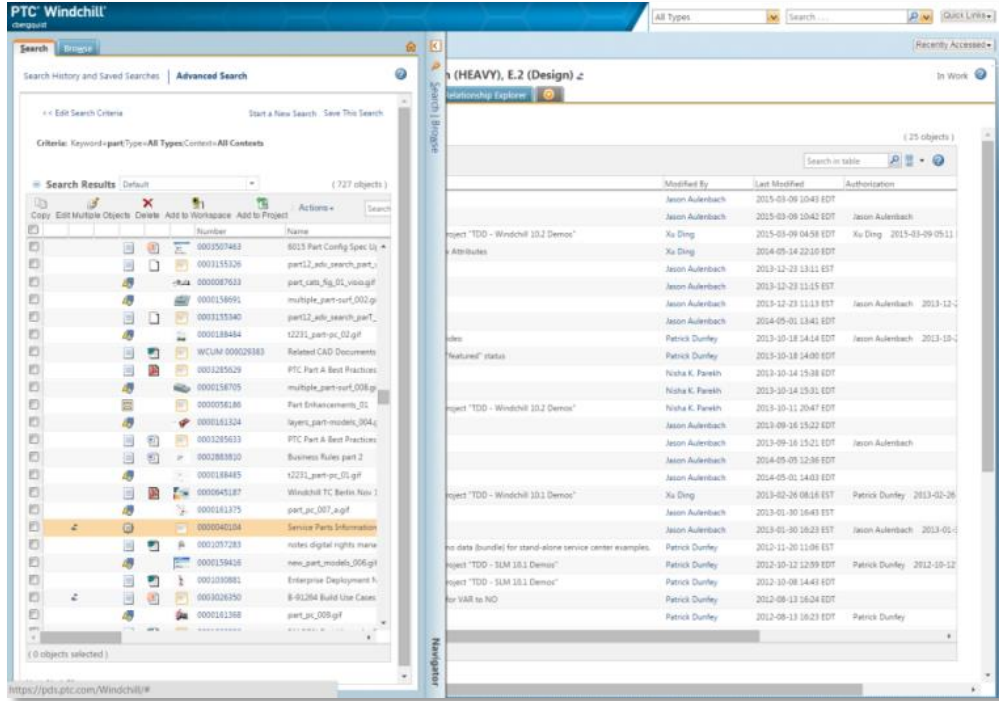 PTC® Windchill®
cbergquist
All Types
Search . . .
Quick Links
Recently Accessed
Search
Browse
(HEAVY), E.2 (Design)
In Work
Search History and Saved Searches
Advanced Search
Relationship Explorer
<< Edit Search Criteria
Start a New Search
Save This Search
Criteria: Keyword=part;Type=All Types;Context=All Contexts
Search Results
Default
( 727 objects )
Copy
Edit Multiple Objects
Delete
Add to Workspace
Add to Project
Actions
Search
Number
Name
0003507463
6015 Part Config Spec Up
0003155326
part12_adv_search_part_
0000087633
part_cats_fig_01_visio.gif
0000158691
multiple_part-surf_002.gi
0003155340
part12_adv_search_parT_
0000188484
t2231_part-pc_02.gif
WCUM 000029383
Related CAD Documents
0003285629
PTC Part A Best Practices
0000158705
multiple_part-surf_008.gi
0000058186
Part Enhancements_01
0000161324
layers_part-models_004.g
0003285633
PTC Part A Best Practices
0002883810
Business Rules part 2
0000188485
t2231_part-pc_01.gif
0000645187
Windchill TC Berlin Nov 1
0000161375
part_pc_007_a.gif
0000040104
Service Parts Information
0001057283
notes digital rights mana
0000159416
new_part_models_006.gif
0001030881
Enterprise Deployment N
0003026350
B-91264 Build Use Cases
0000161368
part_pc_009.gif
( 0 objects selected )
https://pds.ptc.com/Windchill/#
Search | Browse
Navigator
( 25 objects )
Search in table
Modified By
Last Modified
Authorization
Jason Aulenbach
2015-03-09 10:43 EDT
Jason Aulenbach
2015-03-09 10:42 EDT
Jason Aulenbach
roject "TDD - Windchill 10.2 Demos"
Xu Ding
2015-03-09 04:58 EDT
Xu Ding 2015-03-09 05:11
Attributes
Xu Ding
2014-05-14 22:10 EDT
Jason Aulenbach
2013-12-23 13:11 EST
Jason Aulenbach
2013-12-23 11:15 EST
Jason Aulenbach
2013-12-23 11:13 EST
Jason Aulenbach 2013-12-2
Jason Aulenbach
2014-05-01 13:41 EDT
des
Patrick Dunfey
2013-10-18 14:14 EDT
Jason Aulenbach 2013-10-2
"featured" status
Patrick Dunfey
2013-10-18 14:00 EDT
Nisha K. Parekh
2013-10-14 15:38 EDT
Nisha K. Parekh
2013-10-14 15:31 EDT
roject "TDD - Windchill 10.2 Demos"
Nisha K. Parekh
2013-10-11 20:47 EDT
Jason Aulenbach
2013-09-16 15:22 EDT
Jason Aulenbach
2013-09-16 15:21 EDT
Jason Aulenbach
Jason Aulenbach
2014-05-05 12:36 EDT
Jason Aulenbach
2014-05-01 14:03 EDT
roject "TDD - Windchill 10.1 Demos"
Xu Ding
2013-02-26 08:16 EST
Patrick Dunfey 2013-02-26
Jason Aulenbach
2013-01-30 16:43 EST
Jason Aulenbach
2013-01-30 16:23 EST
Jason Aulenbach 2013-01-
no data (bundle) for stand-alone service center examples.
Patrick Dunfey
2012-11-20 11:06 EST
roject "TDD - SLM 10.1 Demos"
Patrick Dunfey
2012-10-12 12:59 EDT
Patrick Dunfey 2012-10-12
roject "TDD - SLM 10.1 Demos"
Patrick Dunfey
2012-10-08 14:43 EDT
for VAR to NO
Patrick Dunfey
2012-08-13 16:24 EDT
Patrick Dunfey
2012-08-13 16:23 EDT
Patrick Dunfey